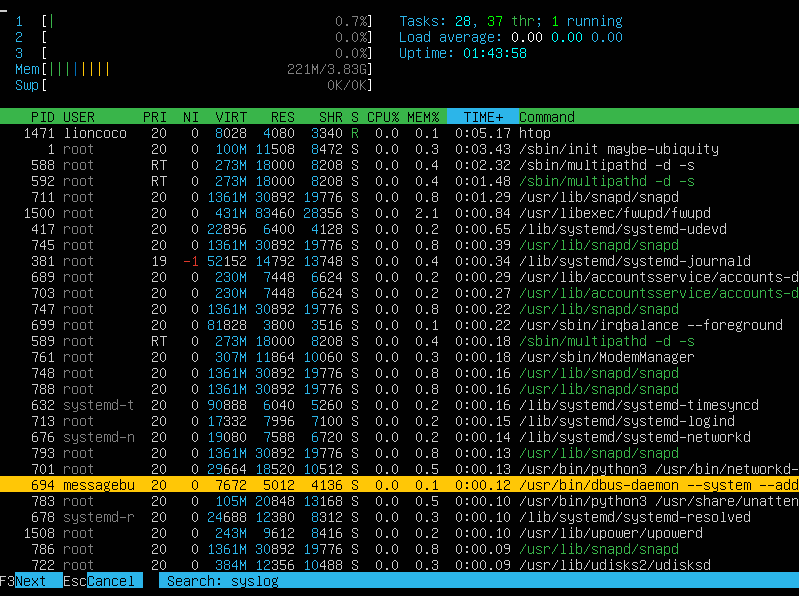 1 [| 0.7%] Tasks: 28, 37 thr; 1 running
2 [ 0.0%] Load average: 0.00 0.00 0.00
3 [ 0.0%] Uptime: 01:43:58
Mem[|||||||| 221M/3.83G]
Swp[ 0K/0K]
PID USER PRI NI VIRT RES SHR S CPU% MEM% TIME+ Command
1471 lioncoco 20 0 8028 4080 3340 R 0.0 0.1 0:05.17 htop
1 root 20 0 100M 11508 8472 S 0.0 0.3 0:03.43 /sbin/init maybe-ubiquity
588 root RT 0 273M 18000 8208 S 0.0 0.4 0:02.32 /sbin/multipathd -d -s
592 root RT 0 273M 18000 8208 S 0.0 0.4 0:01.48 /sbin/multipathd -d -s
711 root 20 0 1361M 30892 19776 S 0.0 0.8 0:01.29 /usr/lib/snapd/snapd
1500 root 20 0 431M 83460 28356 S 0.0 2.1 0:00.84 /usr/libexec/fwupd/fwupd
417 root 20 0 22896 6400 4128 S 0.0 0.2 0:00.65 /lib/systemd/systemd-udevd
745 root 20 0 1361M 30892 19776 S 0.0 0.8 0:00.39 /usr/lib/snapd/snapd
381 root 19 -1 52152 14792 13748 S 0.0 0.4 0:00.34 /lib/systemd/systemd-journald
689 root 20 0 230M 7448 6624 S 0.0 0.2 0:00.29 /usr/lib/accountsservice/accounts-d
703 root 20 0 230M 7448 6624 S 0.0 0.2 0:00.27 /usr/lib/accountsservice/accounts-d
747 root 20 0 1361M 30892 19776 S 0.0 0.8 0:00.22 /usr/lib/snapd/snapd
699 root 20 0 81828 3800 3516 S 0.0 0.1 0:00.22 /usr/sbin/irqbalance --foreground
589 root RT 0 273M 18000 8208 S 0.0 0.4 0:00.18 /sbin/multipathd -d -s
761 root 20 0 307M 11864 10060 S 0.0 0.3 0:00.18 /usr/sbin/ModemManager
748 root 20 0 1361M 30892 19776 S 0.0 0.8 0:00.16 /usr/lib/snapd/snapd
788 root 20 0 1361M 30892 19776 S 0.0 0.8 0:00.16 /usr/lib/snapd/snapd
632 systemd-t 20 0 90888 6040 5260 S 0.0 0.2 0:00.16 /lib/systemd/systemd-timesyncd
713 root 20 0 17332 7996 7100 S 0.0 0.2 0:00.15 /lib/systemd/systemd-logind
676 systemd-n 20 0 19080 7588 6720 S 0.0 0.2 0:00.14 /lib/systemd/systemd-networkd
793 root 20 0 1361M 30892 19776 S 0.0 0.8 0:00.13 /usr/lib/snapd/snapd
701 root 20 0 29664 18520 10512 S 0.0 0.5 0:00.13 /usr/bin/python3 /usr/bin/networkd-
694 messagebu 20 0 7672 5012 4136 S 0.0 0.1 0:00.12 /usr/bin/dbus-daemon --system --add
783 root 20 0 105M 20848 13168 S 0.0 0.5 0:00.10 /usr/bin/python3 /usr/share/unatten
678 systemd-r 20 0 24688 12380 8312 S 0.0 0.3 0:00.10 /lib/systemd/systemd-resolved
1508 root 20 0 243M 9612 8416 S 0.0 0.2 0:00.10 /usr/lib/upower/upowerd
786 root 20 0 1361M 30892 19776 S 0.0 0.8 0:00.09 /usr/lib/snapd/snapd
722 root 20 0 384M 12356 10488 S 0.0 0.3 0:00.09 /usr/lib/udisks2/udisksd
F3Next EscCancel Search: syslog